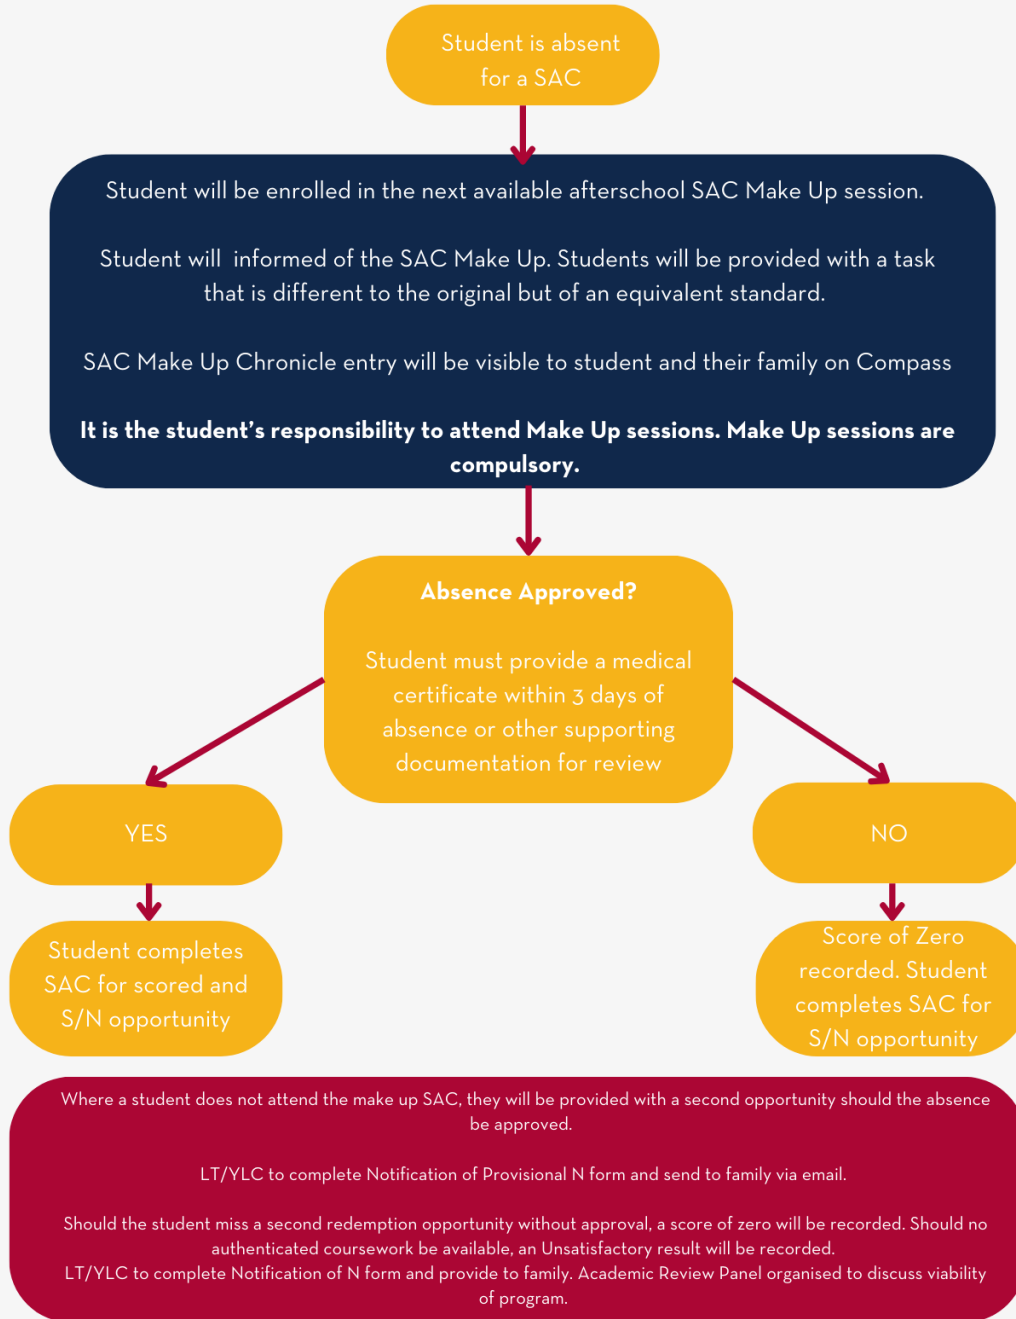 Student is absent
for a SAC
Student will be enrolled in the next available afterschool SAC Make Up session.
Student will informed of the SAC Make Up. Students will be provided with a task
that is different to the original but of an equivalent standard.
SAC Make Up Chronicle entry will be visible to student and their family on Compass
It is the student's responsibility to attend Make Up sessions. Make Up sessions are
compulsory.
Absence Approved?
Student must provide a medical
certificate within 3 days of
absence or other supporting
documentation for review
YES
NO
Student completes
SAC for scored and
S/N opportunity
Score of Zero
recorded. Student
completes SAC for
S/N opportunity
Where a student does not attend the make up SAC, they will be provided with a second opportunity should the absence
be approved.
LT/YLC to complete Notification of Provisional N form and send to family via email.
Should the student miss a second redemption opportunity without approval, a score of zero will be recorded. Should no
authenticated coursework be available, an Unsatisfactory result will be recorded.
LT/YLC to complete Notification of N form and provide to family. Academic Review Panel organised to discuss viability
of program.